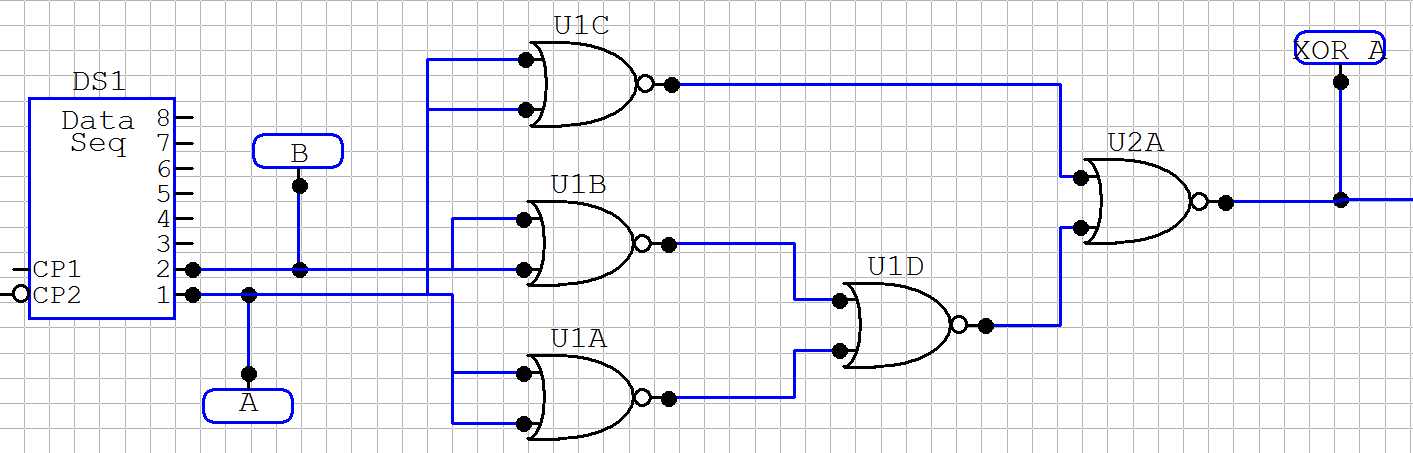 U1C
XOR A
DS1
Data
Seq
8
7
6
5
4
3
2
1
CP1
CP2
B
U1B
U2A
U1D
U1A
A